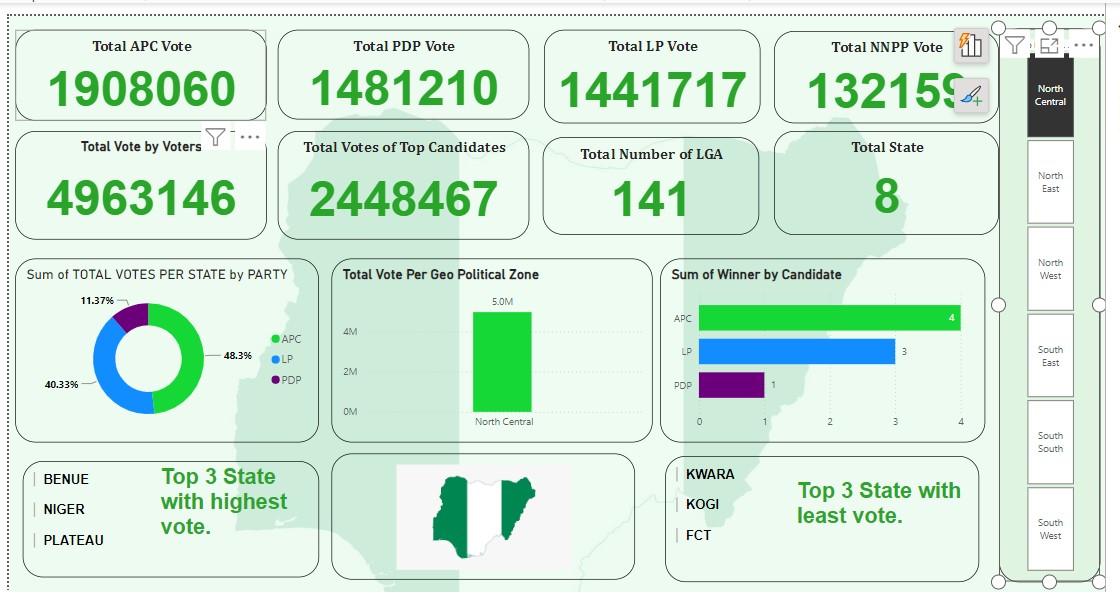 Total APC Vote
1908060
Total PDP Vote
1481210
Total LP Vote
1441717
Total NNPP Vote
132159
Total Vote by Voters
4963146
Total Votes of Top Candidates
2448467
Total Number of LGA
141
Total State
8
Sum of TOTAL VOTES PER STATE by PARTY
11.37%
48.3%
40.33%
APC
LP
PDP
Total Vote Per Geo Political Zone
5.0M
4M
2M
0M
North Central
Sum of Winner by Candidate
APC
4
LP
3
PDP
1
0
1
2
3
4
BENUE
NIGER
PLATEAU
Top 3 State
with highest
vote.
KWARA
KOGI
FCT
Top 3 State with
least vote.
North
Central
North
East
North
West
South
East
South
South
South
West